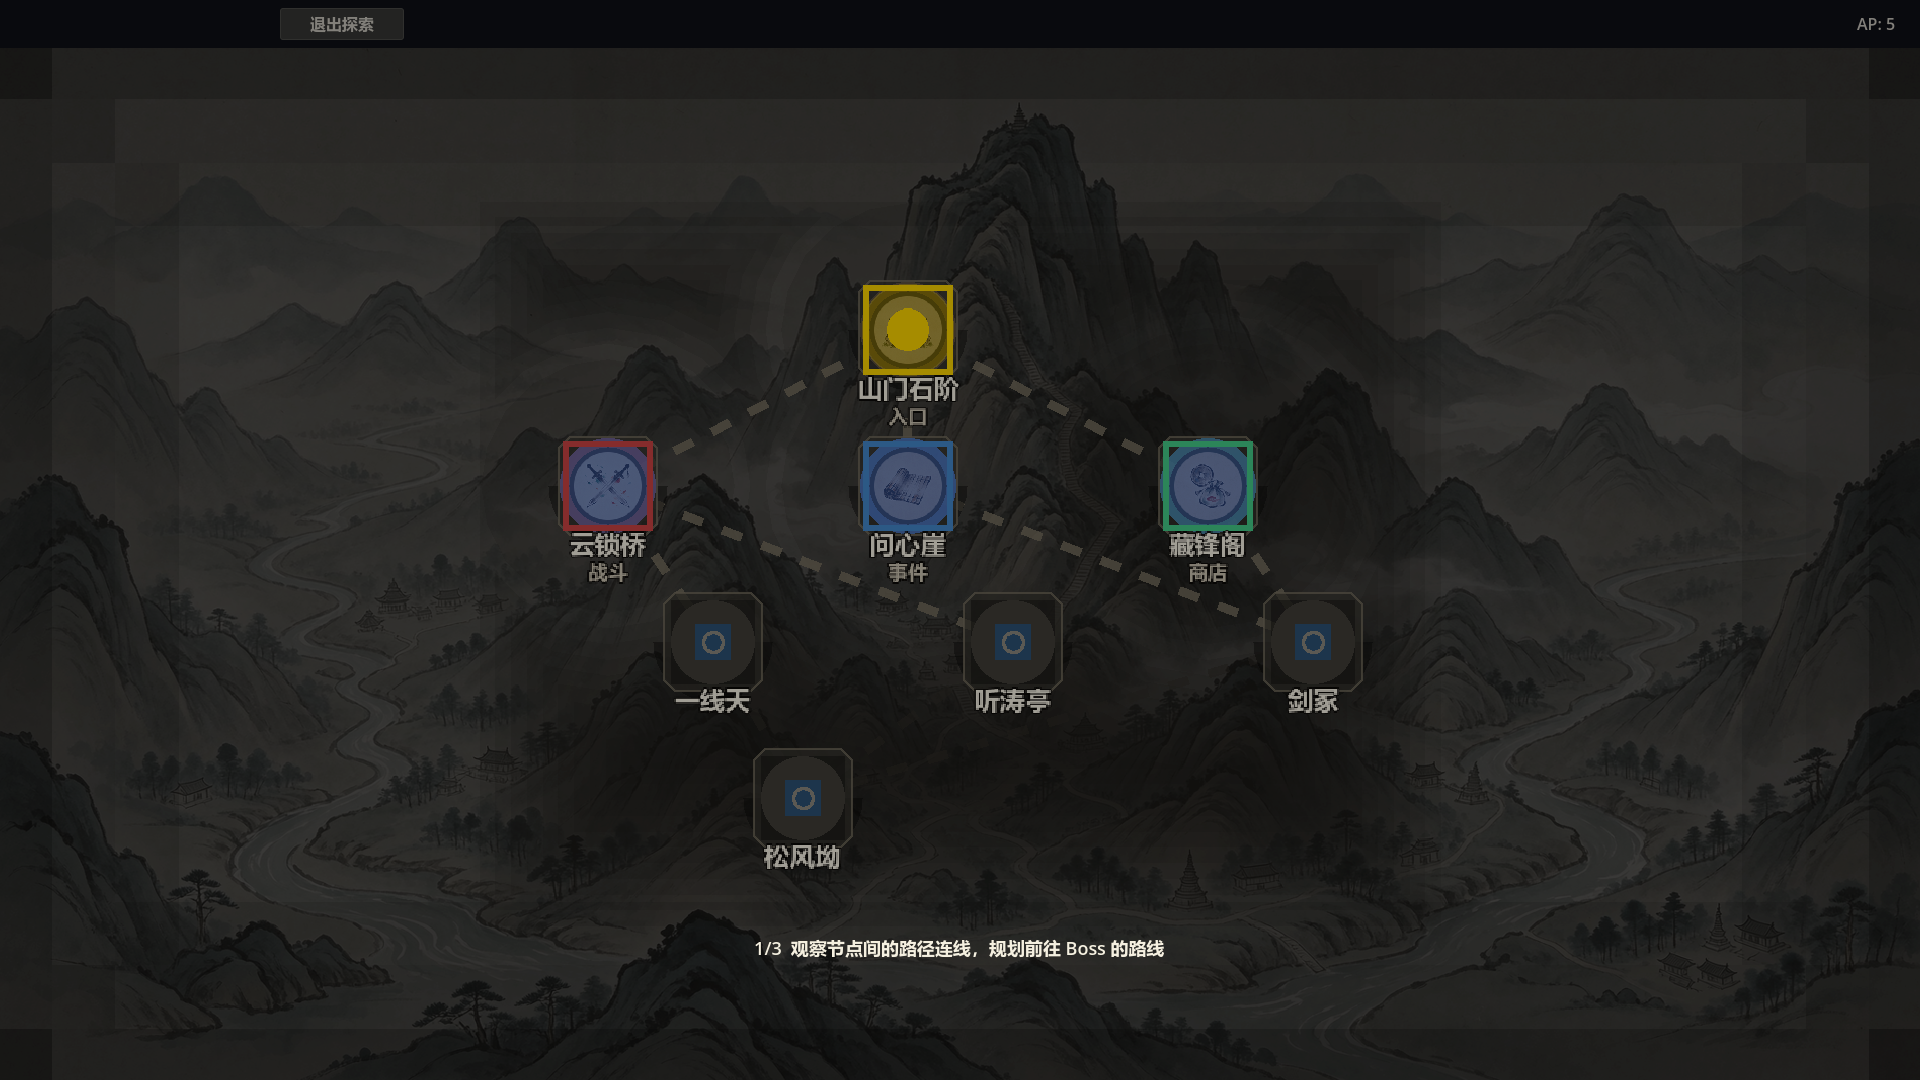 退出探索
AP: 5
山门石阶
入口
云锁桥
战斗
问心崖
事件
藏锋阁
商店
一线天
听涛亭
剑冢
松风坳
1/3 观察节点间的路径连线，规划前往 Boss 的路线